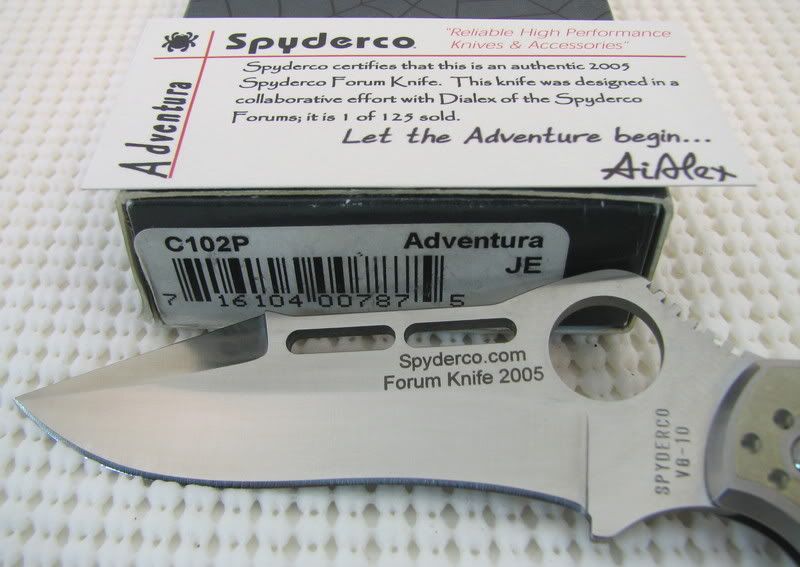 Spyderco
"Reliable High Performance
Knives & Accessories"
Adventura
Spyderco certifies that this is an authentic 2005
Spyderco Forum Knife. This knife was designed in a
collaborative effort with Dialex of the Spyderco
Forums; it is 1 of 125 sold.
Let the Adventure begin...
AiAlex
C102P
Adventura
JE
7 16104 00787 5
Spyderco.com
Forum Knife 2005
SPYDERCO
VG-10